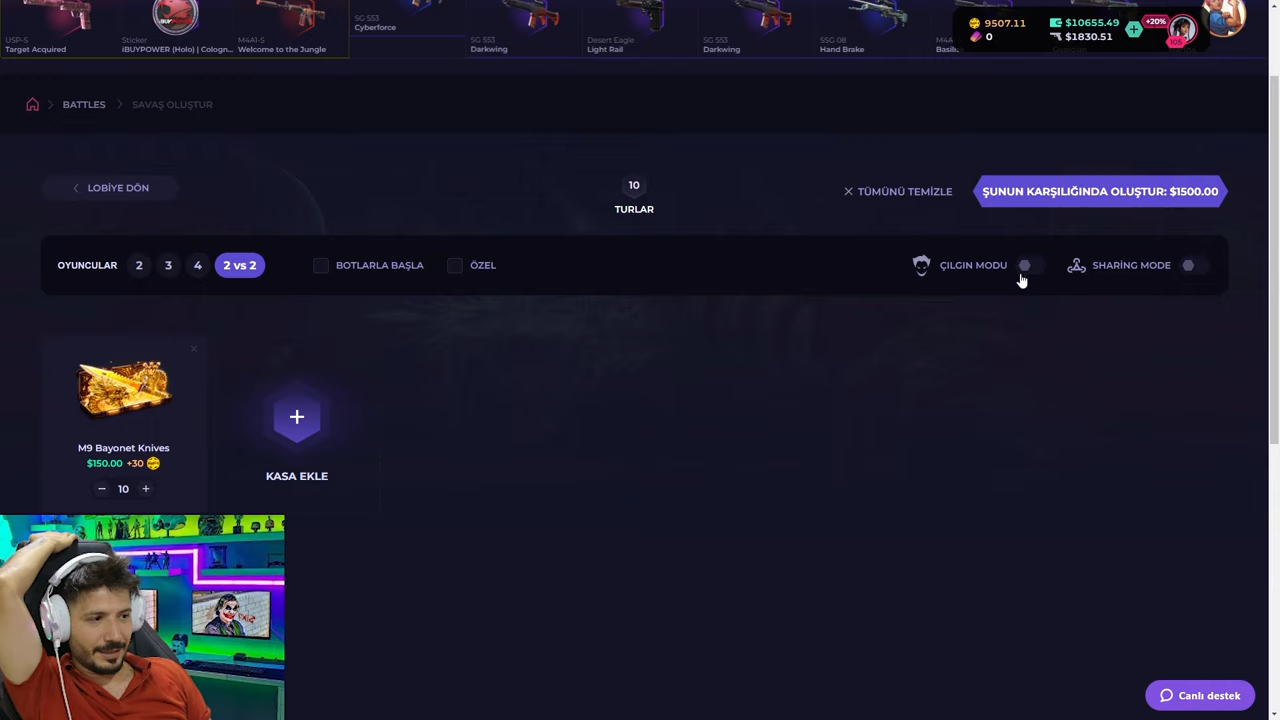 USP-S
Target Acquired
Sticker
iBUYPOWER (Holo) | Cologn...
M4A1-S
Welcome to the Jungle
SG 553
Cyberforce
SG 553
Darkwing
Desert Eagle
Light Rail
SG 553
Darkwing
SSG 08
Hand Brake
9507.11
0
$10655.49
$1830.51
+20%
105
BATTLES
SAVAŞ OLUŞTUR
LOBİYE DÖN
10
TURLAR
TÜMÜNÜ TEMİZLE
ŞUNUN KARŞILIĞINDA OLUŞTUR: $1500.00
OYUNCULAR 2 3 4 2 vs 2
BOTLARLA BAŞLA
ÖZEL
ÇILGIN MODU
SHARİNG MODE
M9 Bayonet Knives
$150.00 +30
− 10 +
KASA EKLE
Canlı destek